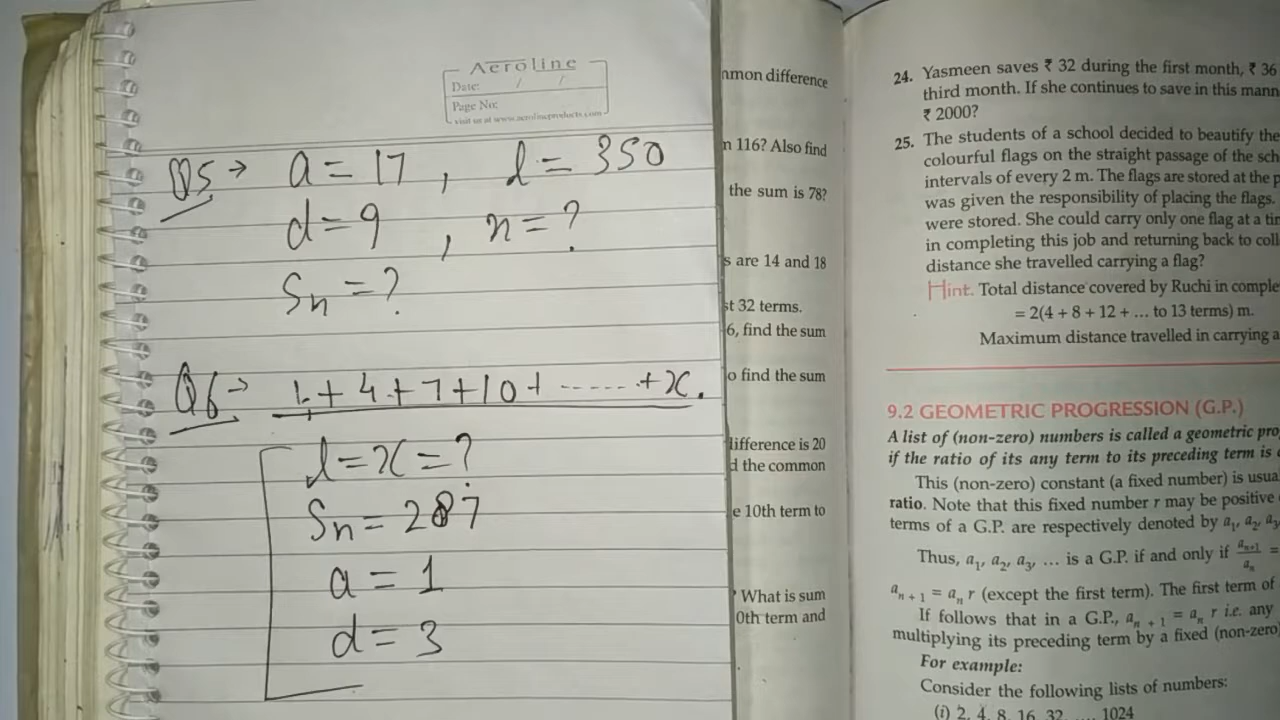 Aeroline
Date: / /
Page No:
visit us at www.aerolineproducts.com
Q5→ a = 17 , l = 350
d = 9 , n = ?
Sn = ?
Q6→ 1 + 4 + 7 + 10 + ...... + x.
l = x = ?
Sn = 287
a = 1
d = 3
mmon difference
n 116? Also find
the sum is 78?
s are 14 and 18
st 32 terms.
6, find the sum
o find the sum
difference is 20
d the common
e 10th term to
? What is sum
0th term and
24. Yasmeen saves ₹ 32 during the first month, ₹ 36
third month. If she continues to save in this mann
₹ 2000?
25. The students of a school decided to beautify the
colourful flags on the straight passage of the sch
intervals of every 2 m. The flags are stored at the p
was given the responsibility of placing the flags.
were stored. She could carry only one flag at a tim
in completing this job and returning back to coll
distance she travelled carrying a flag?
Hint. Total distance covered by Ruchi in comple
= 2(4 + 8 + 12 + ... to 13 terms) m.
Maximum distance travelled in carrying a
9.2 GEOMETRIC PROGRESSION (G.P.)
A list of (non-zero) numbers is called a geometric pro
if the ratio of its any term to its preceding term is
This (non-zero) constant (a fixed number) is usua
ratio. Note that this fixed number r may be positive
terms of a G.P. are respectively denoted by a₁, a₂, a₃
Thus, a₁, a₂, a₃, ... is a G.P. if and only if aₙ₊₁/aₙ =
aₙ₊₁ = aₙ r (except the first term). The first term of
If follows that in a G.P., aₙ₊₁ = aₙ r i.e. any
multiplying its preceding term by a fixed (non-zero)
For example:
Consider the following lists of numbers:
(i) 2, 4, 8, 16, 32, ..., 1024